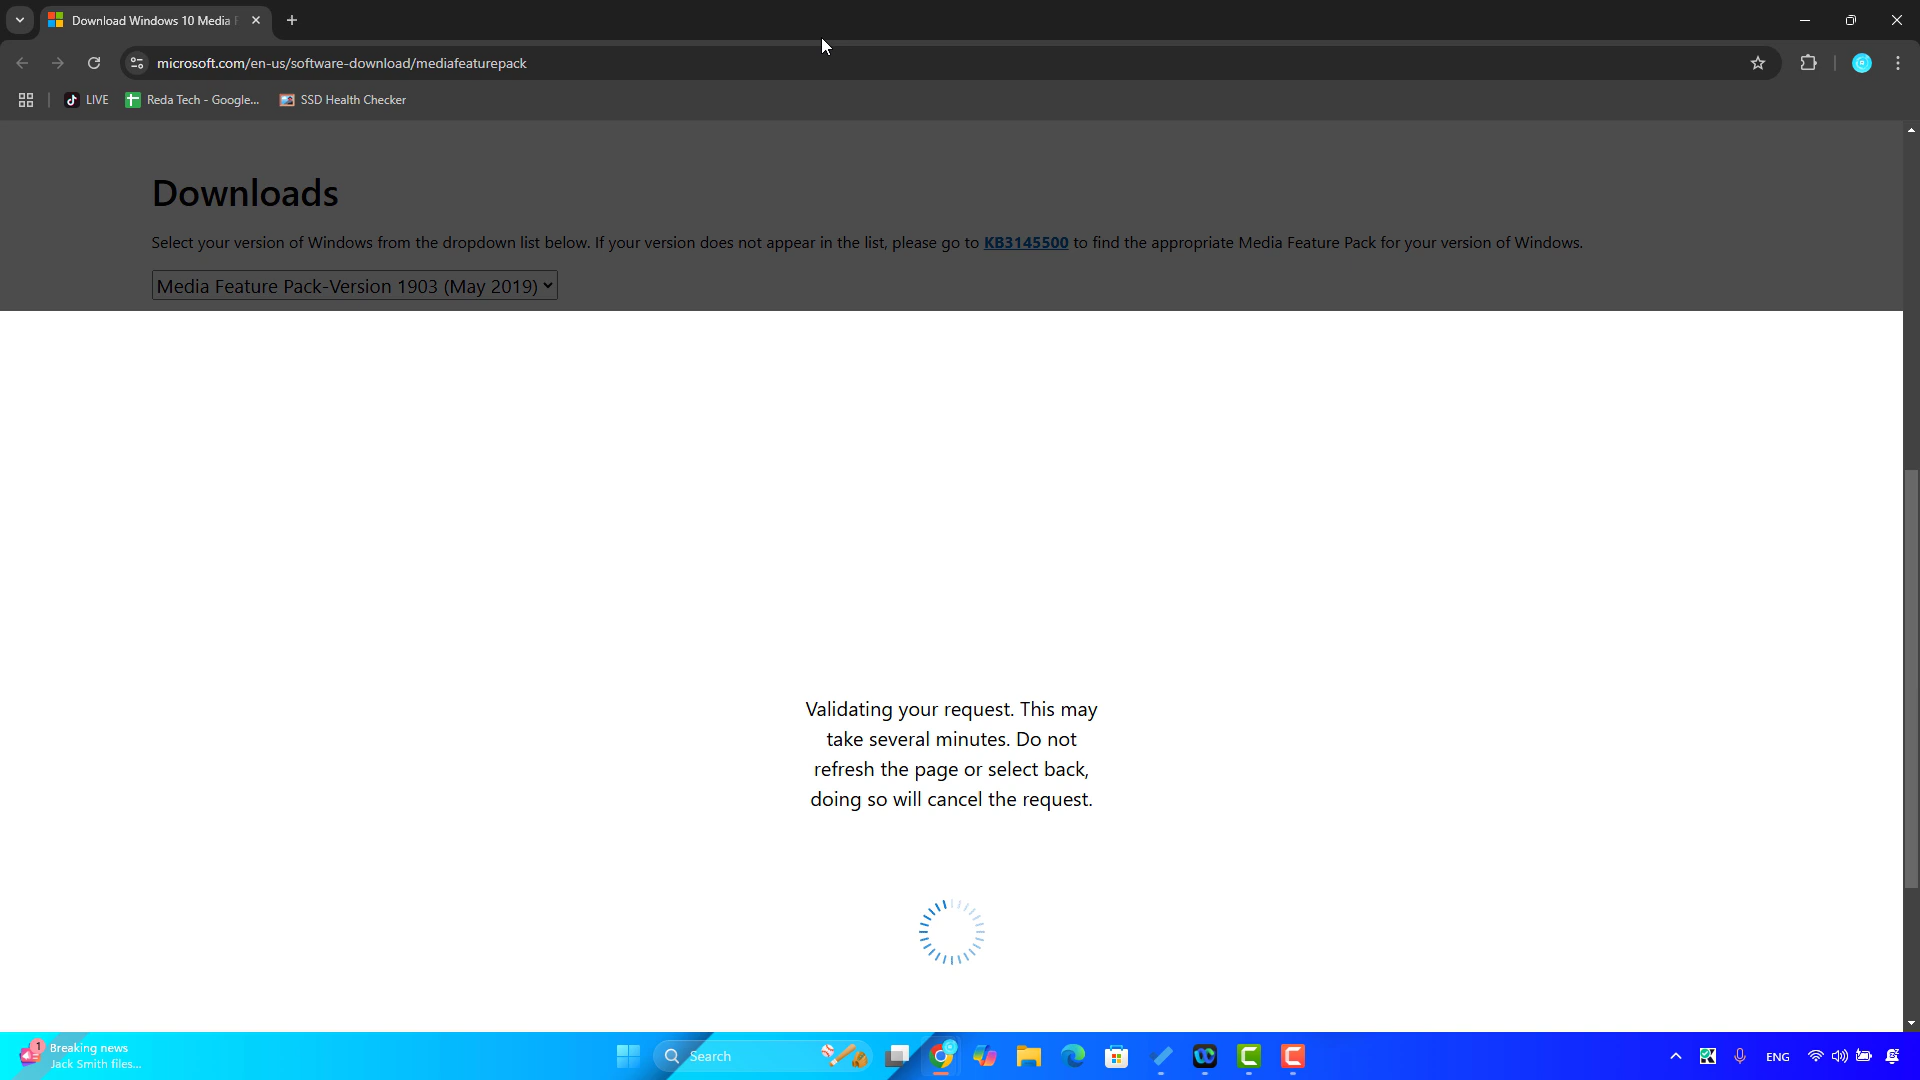 Download Windows 10 Media F
microsoft.com/en-us/software-download/mediafeaturepack
LIVE
Reda Tech - Google...
SSD Health Checker
Downloads
Select your version of Windows from the dropdown list below. If your version does not appear in the list, please go to KB3145500 to find the appropriate Media Feature Pack for your version of Windows.
Media Feature Pack-Version 1903 (May 2019)
Validating your request. This may
take several minutes. Do not
refresh the page or select back,
doing so will cancel the request.
1
Breaking news
Jack Smith files...
Search
ENG